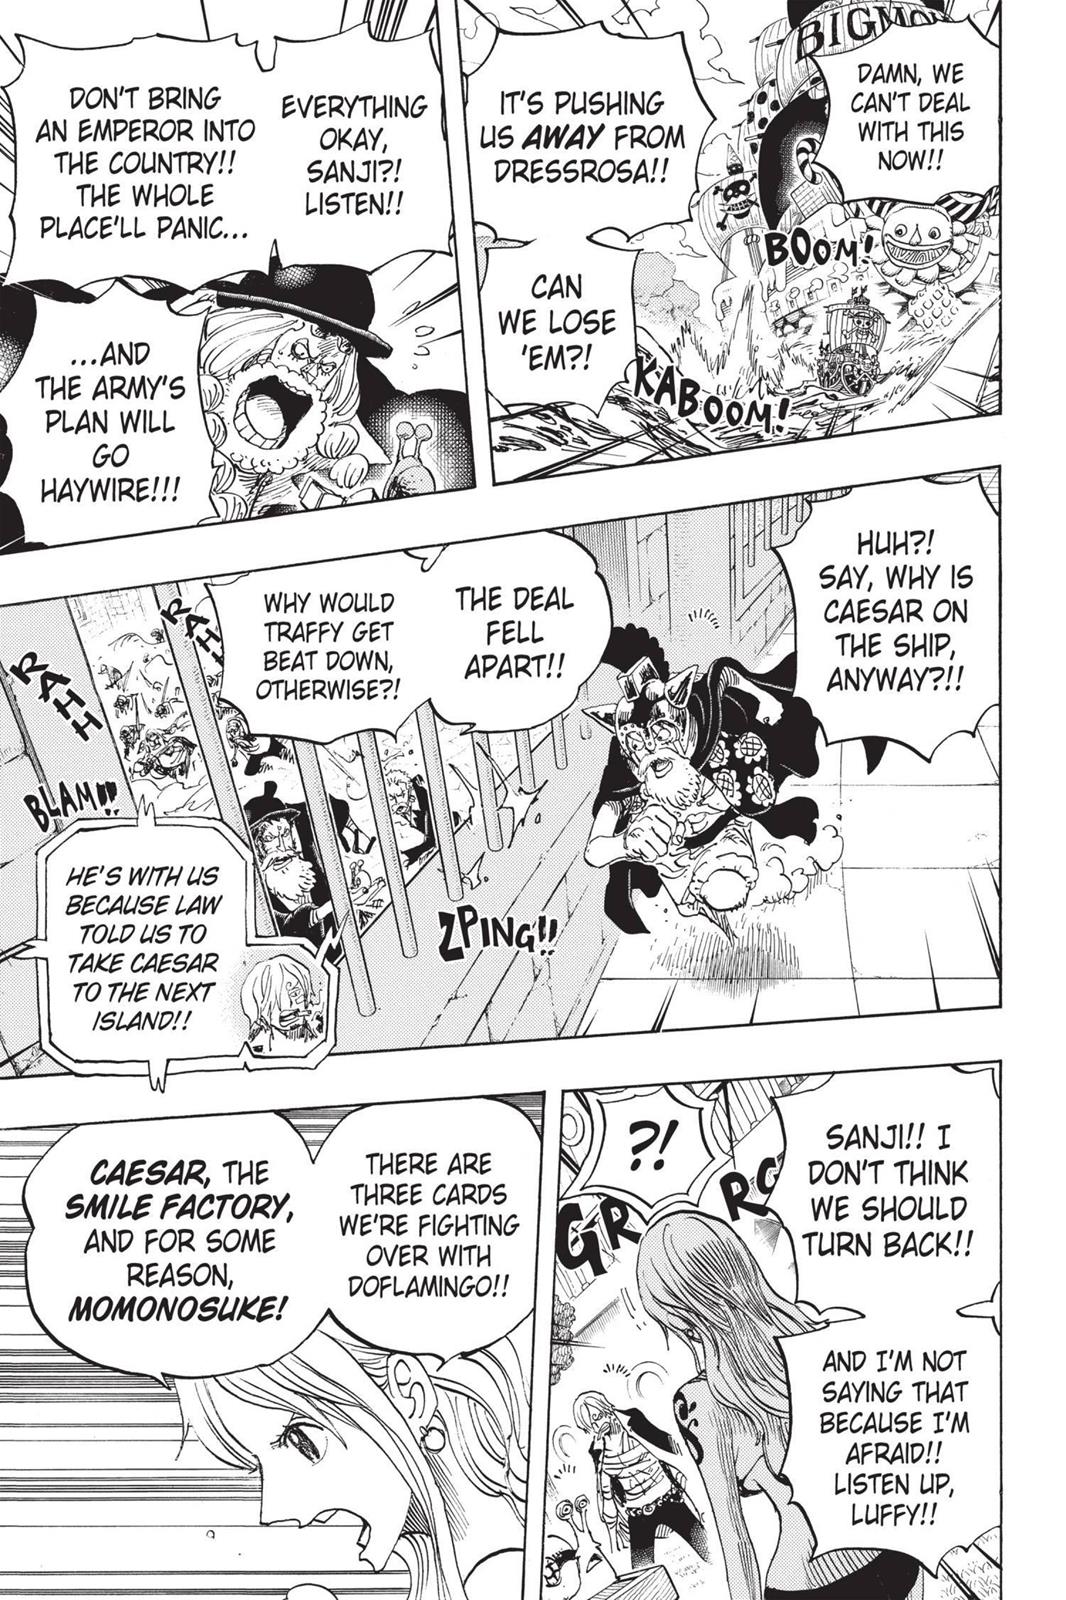 BIGMOM
DAMN, WE
CAN'T DEAL
WITH THIS
NOW!!
BOOM!
IT'S PUSHING
US AWAY FROM
DRESSROSA!!
CAN
WE LOSE
'EM?!
KABOOM!
EVERYTHING
OKAY,
SANJI?!
LISTEN!!
DON'T BRING
AN EMPEROR INTO
THE COUNTRY!!
THE WHOLE
PLACE'LL PANIC...
...AND
THE ARMY'S
PLAN WILL
GO
HAYWIRE!!!
HUH?!
SAY, WHY IS
CAESAR ON
THE SHIP,
ANYWAY?!!
THE DEAL
FELL
APART!!
WHY WOULD
TRAFFY GET
BEAT DOWN,
OTHERWISE?!
RAHH
RAHH
BLAM!!
ZPING!!
HE'S WITH US
BECAUSE LAW
TOLD US TO
TAKE CAESAR
TO THE NEXT
ISLAND!!
SANJI!! I
DON'T THINK
WE SHOULD
TURN BACK!!
?!
GR
AND I'M NOT
SAYING THAT
BECAUSE I'M
AFRAID!!
LISTEN UP,
LUFFY!!
THERE ARE
THREE CARDS
WE'RE FIGHTING
OVER WITH
DOFLAMINGO!!
CAESAR, THE
SMILE FACTORY,
AND FOR SOME
REASON,
MOMONOSUKE!